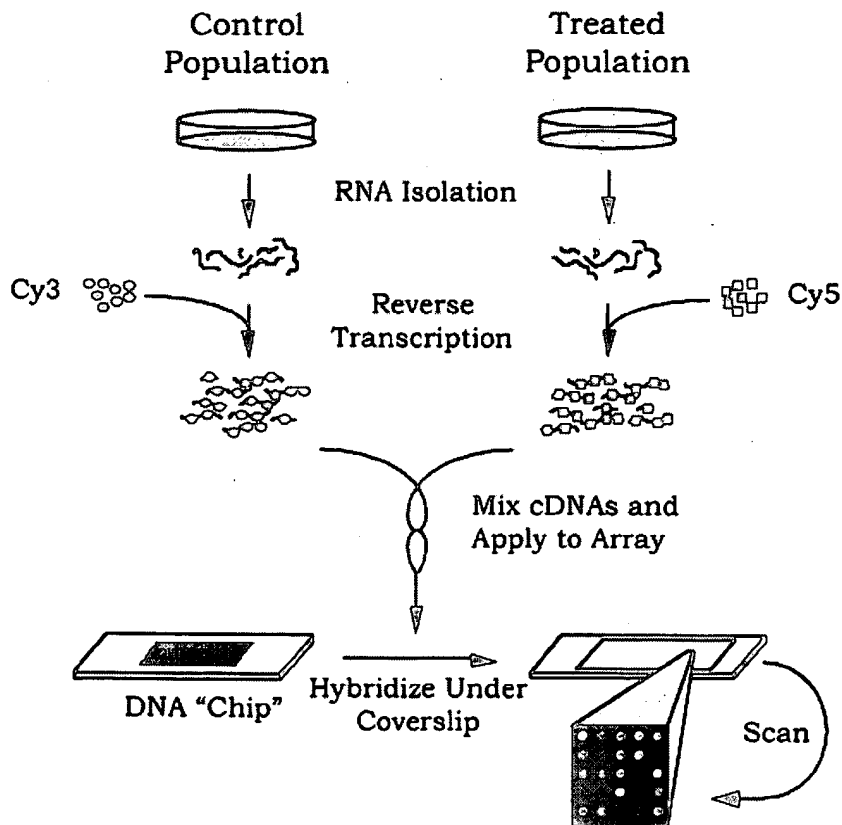 Control
Population
Treated
Population
RNA Isolation
Cy3
Reverse
Transcription
Cy5
Mix cDNAs and
Apply to Array
DNA “Chip”
Hybridize Under
Coverslip
Scan